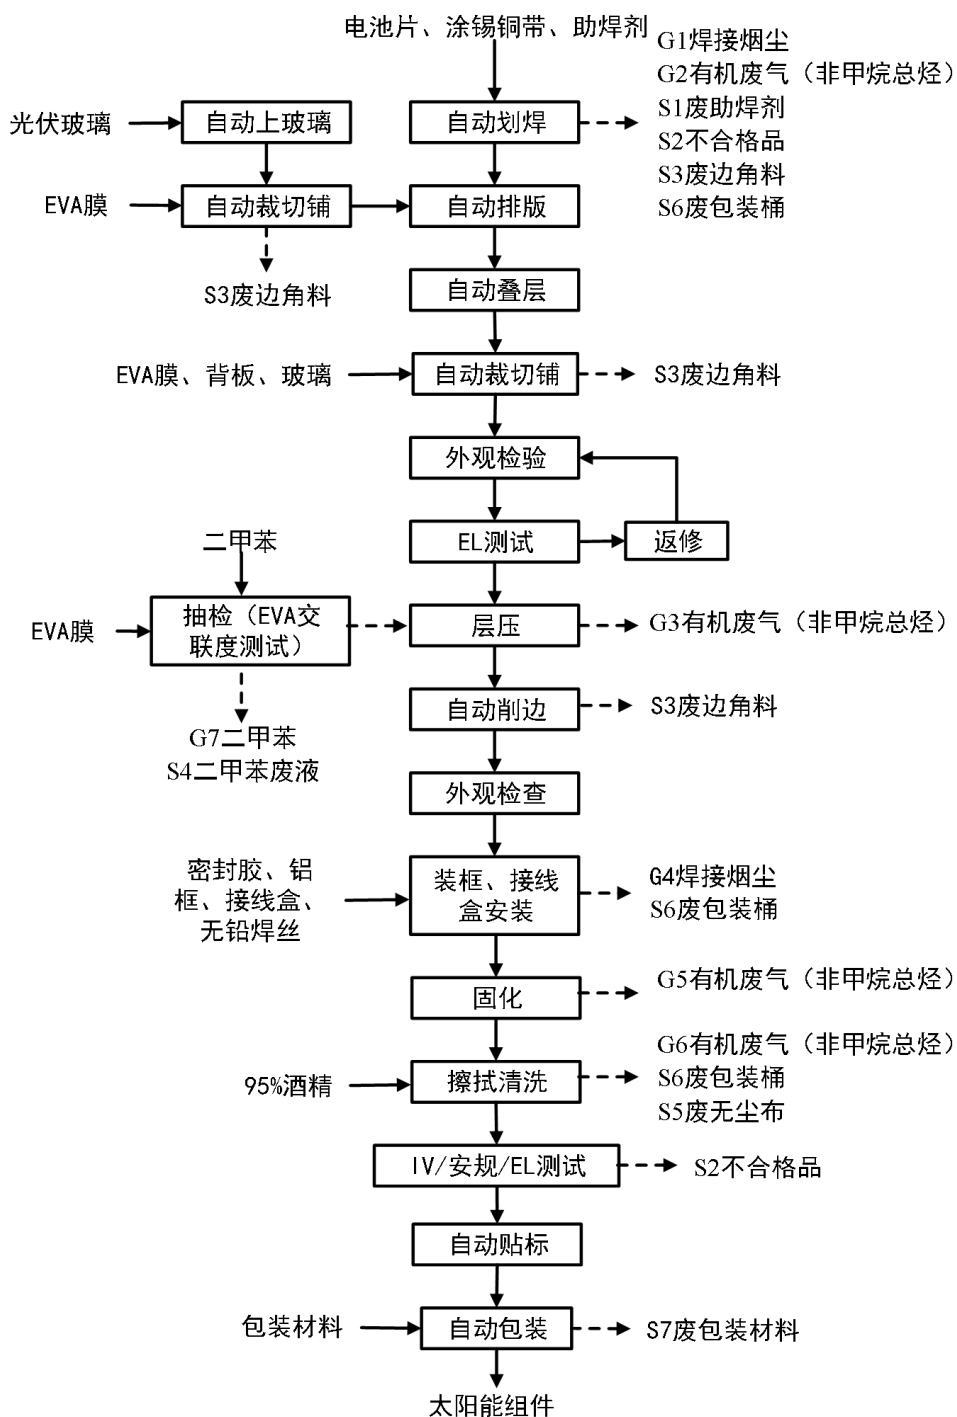 电池片、涂锡铜带、助焊剂
G1焊接烟尘
G2有机废气（非甲烷总烃）
S1废助焊剂
S2不合格品
S3废边角料
S6废包装桶
光伏玻璃
自动上玻璃
自动划焊
EVA膜
自动裁切铺
自动排版
S3废边角料
自动叠层
EVA膜、背板、玻璃
自动裁切铺
S3废边角料
外观检验
EL测试
返修
二甲苯
EVA膜
抽检（EVA交
联度测试）
层压
G3有机废气（非甲烷总烃）
G7二甲苯
S4二甲苯废液
自动削边
S3废边角料
外观检查
密封胶、铝
框、接线盒、
无铅焊丝
装框、接线
盒安装
G4焊接烟尘
S6废包装桶
固化
G5有机废气（非甲烷总烃）
95%酒精
擦拭清洗
G6有机废气（非甲烷总烃）
S6废包装桶
S5废无尘布
IV/安规/EL测试
S2不合格品
自动贴标
包装材料
自动包装
S7废包装材料
太阳能组件